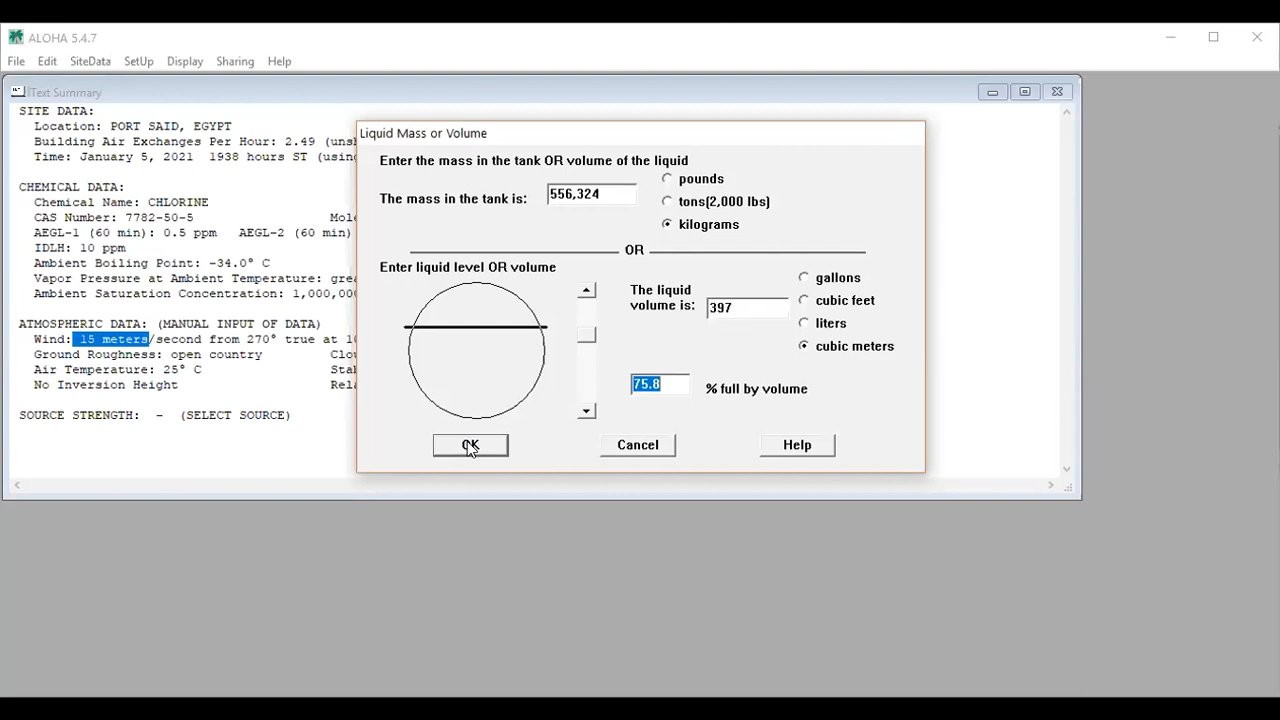 ALOHA 5.4.7
File Edit SiteData SetUp Display Sharing Help
Text Summary
SITE DATA:
Location: PORT SAID, EGYPT
Building Air Exchanges Per Hour: 2.49 (uns
Time: January 5, 2021 1938 hours ST (usin
CHEMICAL DATA:
Chemical Name: CHLORINE
CAS Number: 7782-50-5 Mol
AEGL-1 (60 min): 0.5 ppm AEGL-2 (60 min)
IDLH: 10 ppm
Ambient Boiling Point: -34.0° C
Vapor Pressure at Ambient Temperature: gre
Ambient Saturation Concentration: 1,000,00
ATMOSPHERIC DATA: (MANUAL INPUT OF DATA)
Wind: 15 meters/second from 270° true at 1
Ground Roughness: open country Clo
Air Temperature: 25° C Sta
No Inversion Height Rel
SOURCE STRENGTH: - (SELECT SOURCE)
Liquid Mass or Volume
Enter the mass in the tank OR volume of the liquid
The mass in the tank is: 556,324
pounds
tons(2,000 lbs)
kilograms
OR
Enter liquid level OR volume
The liquid
volume is: 397
gallons
cubic feet
liters
cubic meters
75.8 % full by volume
OK Cancel Help